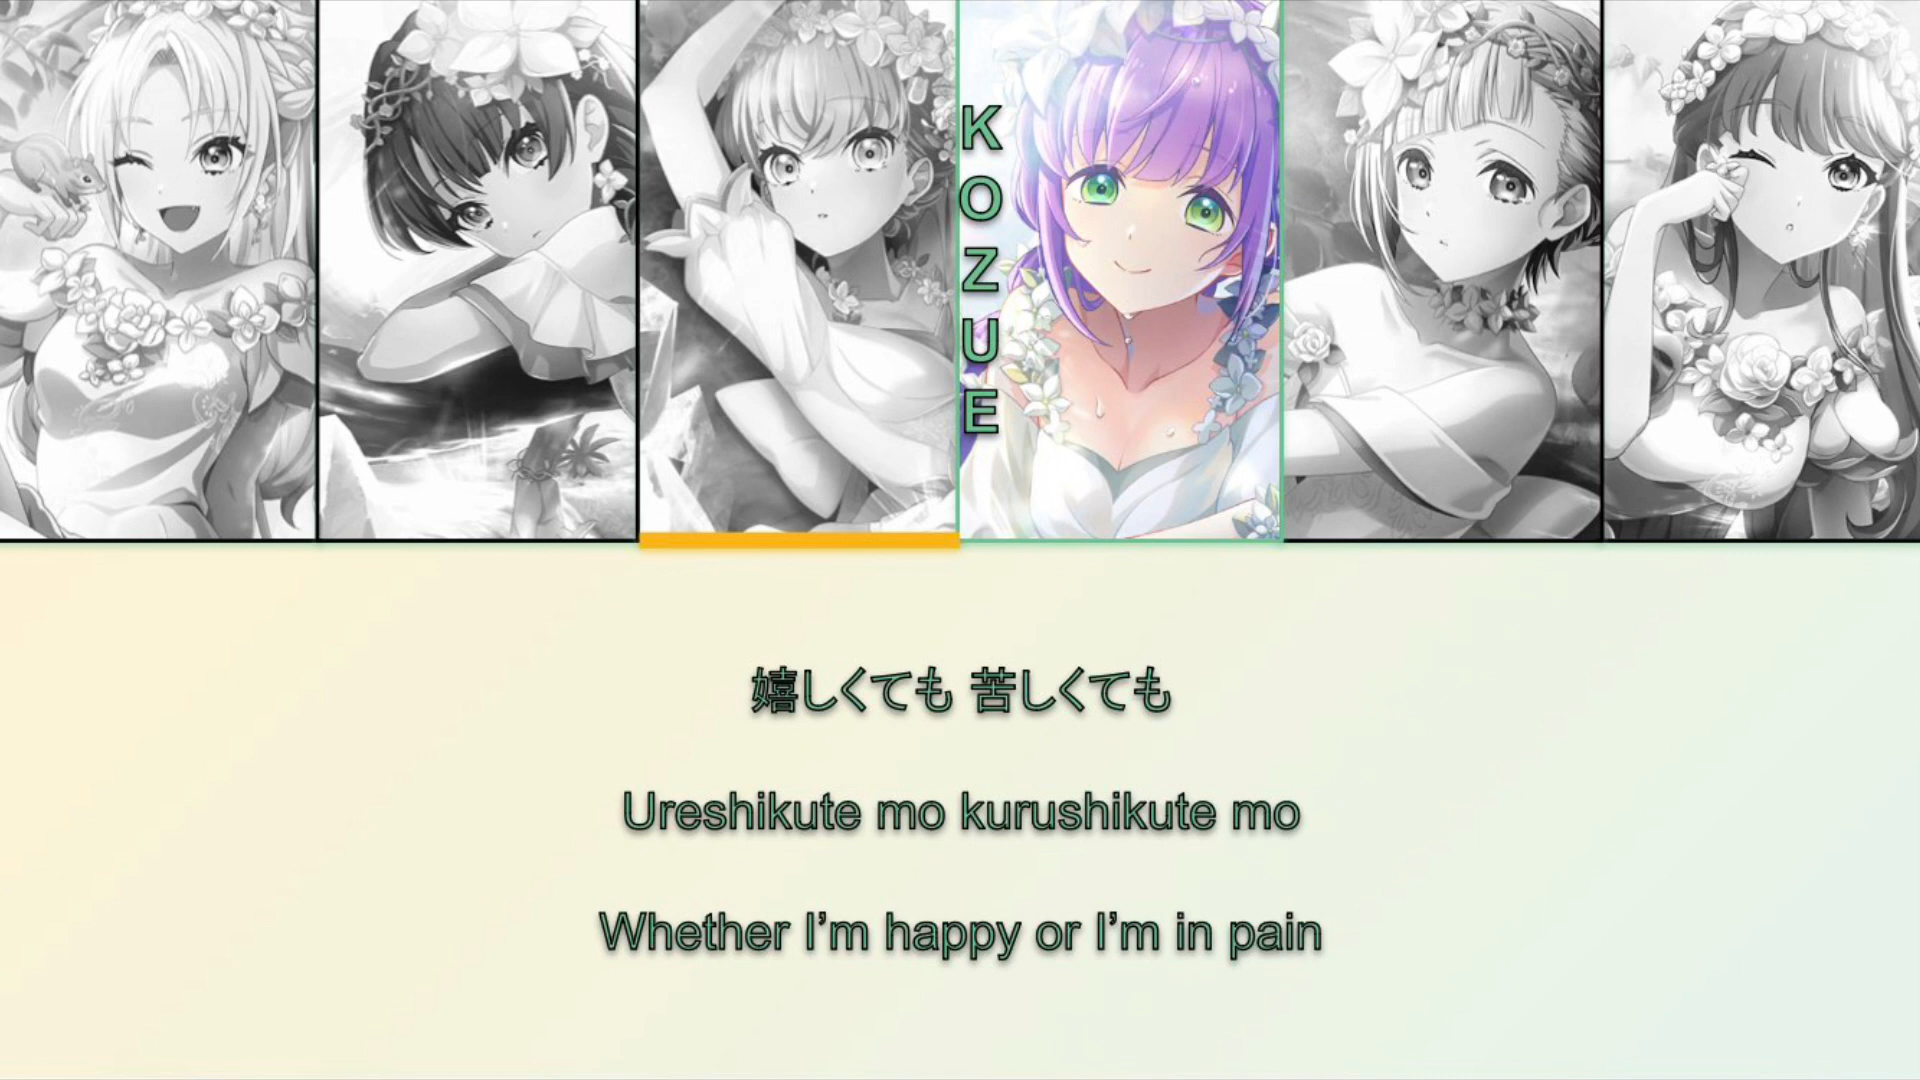 KOZUE
嬉しくても 苦しくても
Ureshikute mo kurushikute mo
Whether I’m happy or I’m in pain